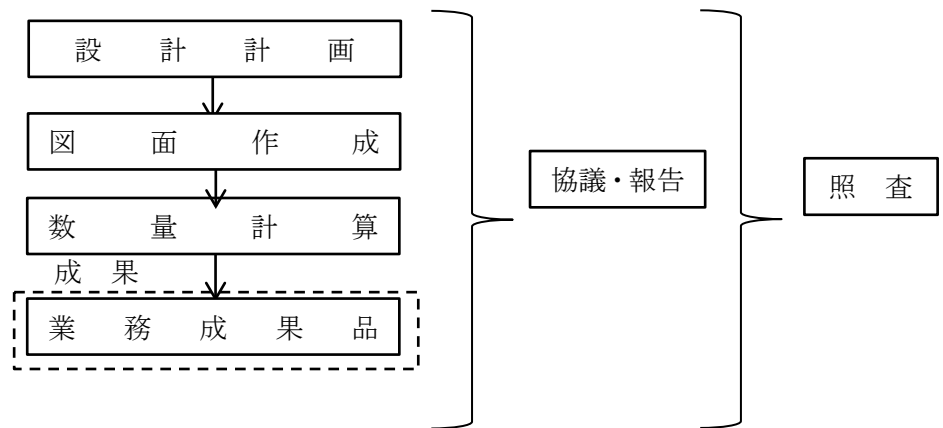 設計計画
図面作成
数量計算
成果
業務成果品
協議・報告
照査